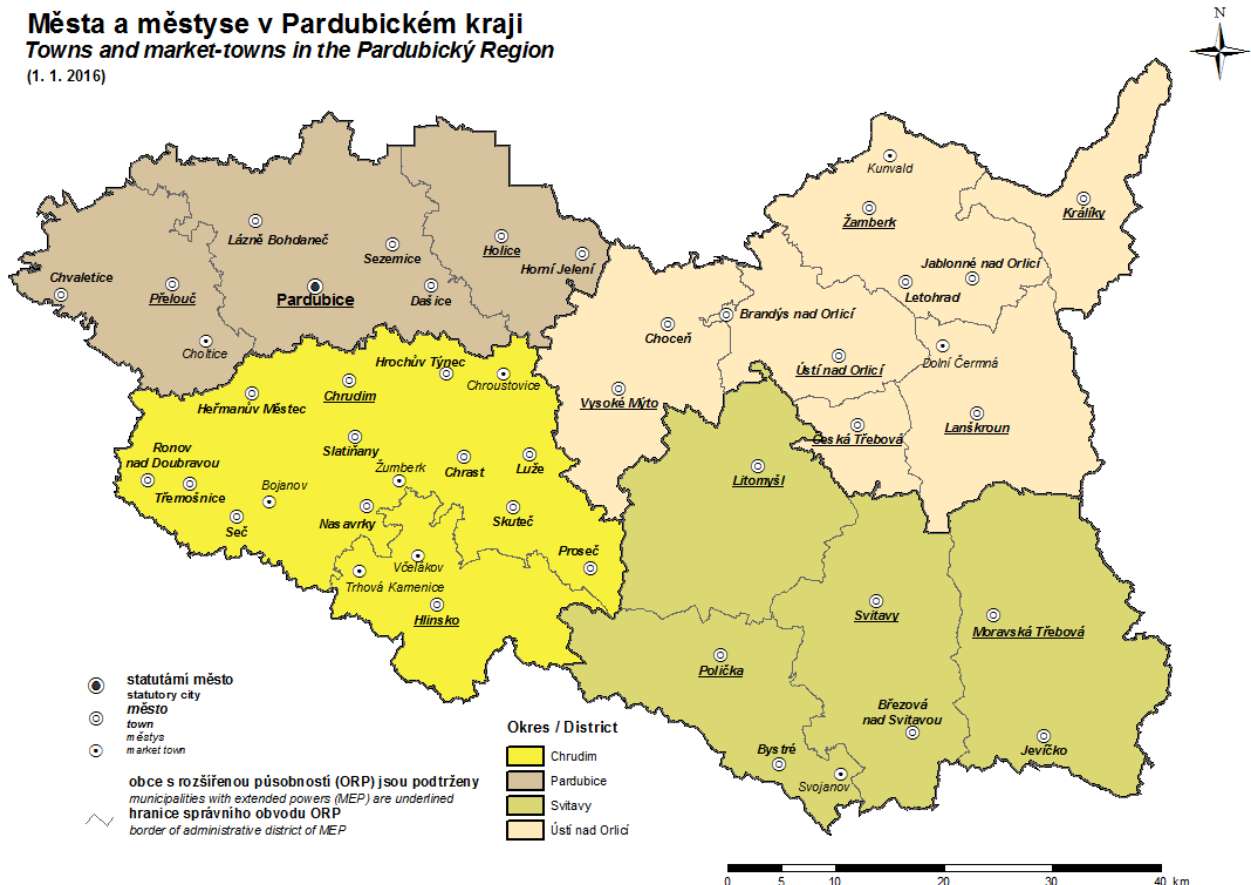 Města a městyse v Pardubickém kraji
Towns and market-towns in the Pardubický Region
(1. 1. 2016)
N
Kunvald
Žamberk
Králíky
Lázně Bohdaneč
Sezemice
Holice
Horní Jelení
Jablonné nad Orlicí
Letohrad
Chvaletice
Přelouč
Pardubice
Dašice
Choltice
Choceň
Brandýs nad Orlicí
Ústí nad Orlicí
Dolní Čermná
Hrochův Týnec
Chroustovice
Heřmanův Městec
Chrudim
Vysoké Mýto
Česká Třebová
Lanškroun
Slatiňany
Ronov
nad Doubravou
Třemošnice
Bojanov
Žumberk
Chrast
Luže
Litomyšl
Seč
Nasavrky
Skuteč
Proseč
Včelákov
Trhová Kamenice
Hlinsko
Svitavy
Moravská Třebová
Polička
Březová
nad Svitavou
Bystré
Svojanov
Jevíčko
statutární město
statutory city
město
town
městys
market town
obce s rozšířenou působností (ORP) jsou podtrženy
municipalities with extended powers (MEP) are underlined
hranice správního obvodu ORP
border of administrative district of MEP
Okres / District
Chrudim
Pardubice
Svitavy
Ústí nad Orlicí
0 5 10 20 30 40 km